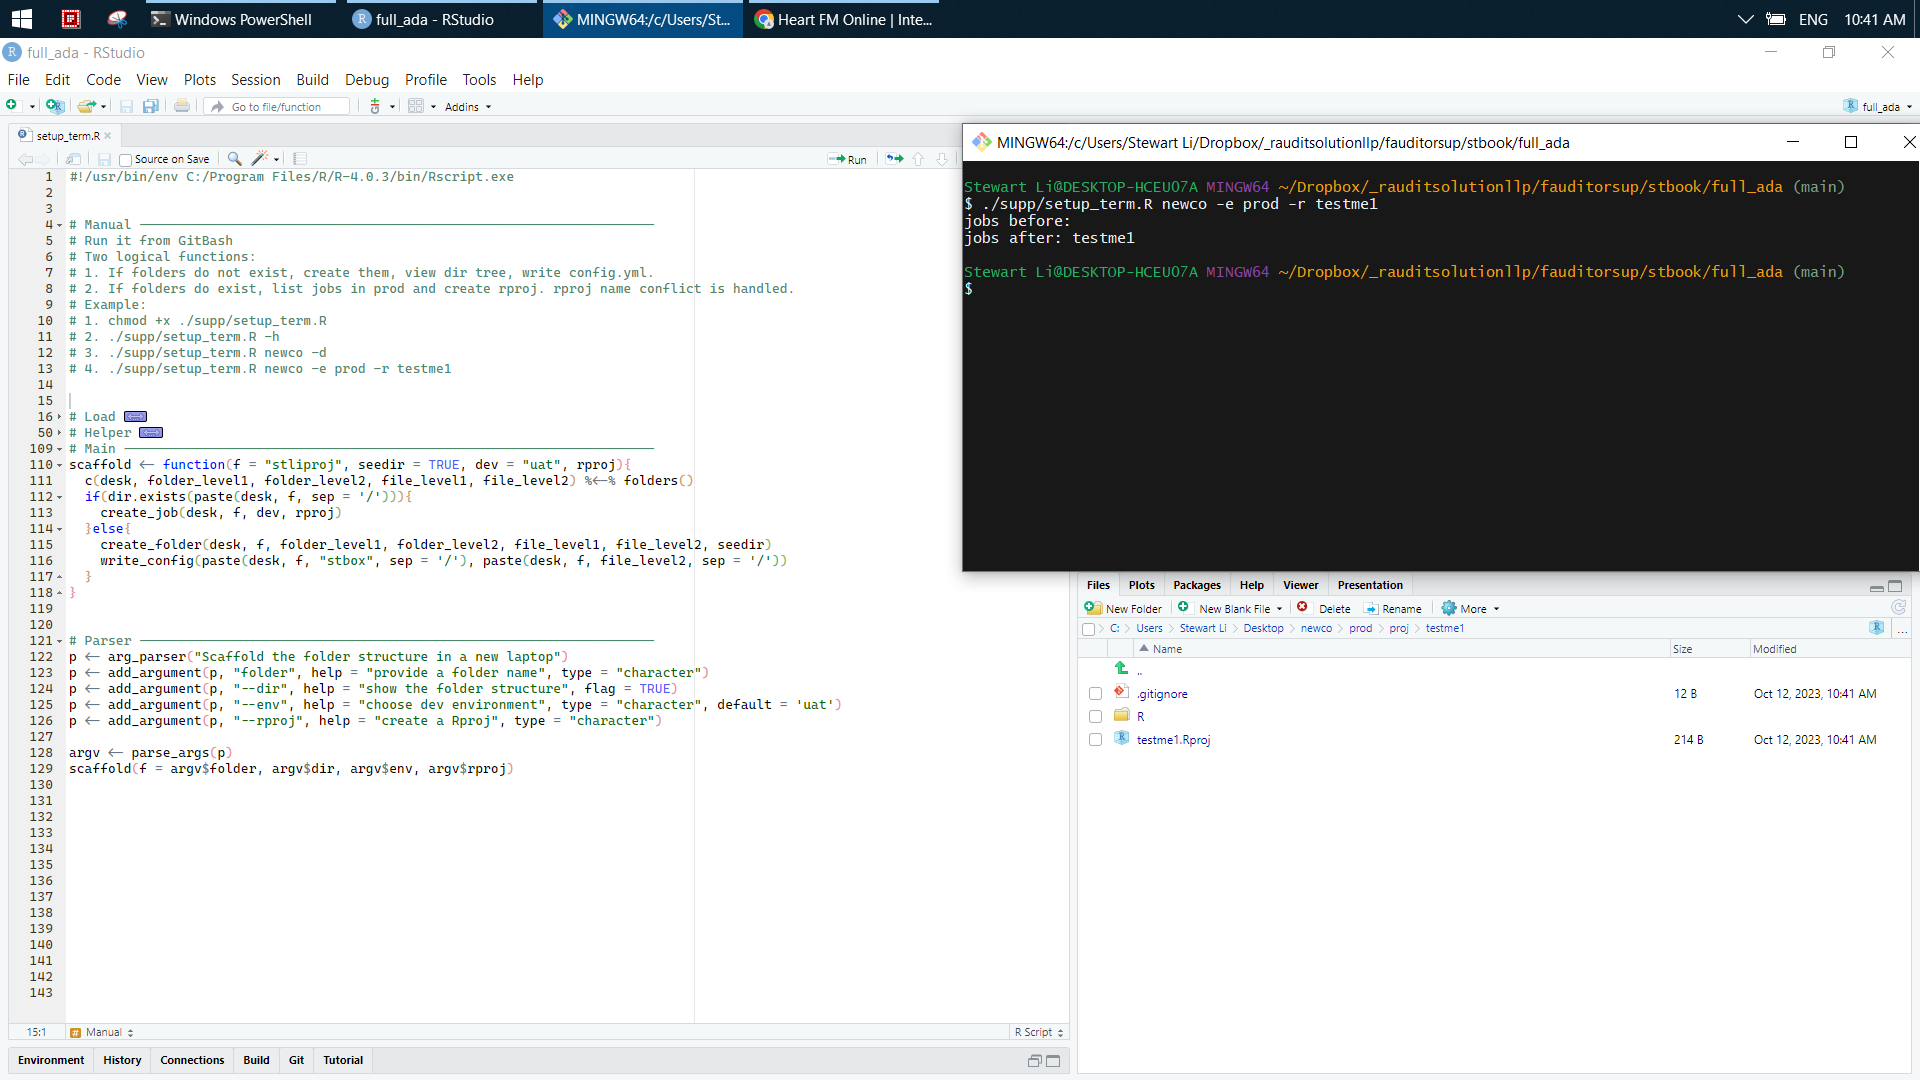 Windows PowerShell
full_ada - RStudio
MINGW64:/c/Users/St...
Heart FM Online | Inte...
ENG
10:41 AM
full_ada - RStudio
File Edit Code View Plots Session Build Debug Profile Tools Help
Go to file/function
Addins
full_ada
setup_term.R
Source on Save
Run
1 #!/usr/bin/env C:/Program Files/R/R-4.0.3/bin/Rscript.exe
2
3
4 # Manual
5 # Run it from GitBash
6 # Two logical functions:
7 # 1. If folders do not exist, create them, view dir tree, write config.yml.
8 # 2. If folders do exist, list jobs in prod and create rproj. rproj name conflict is handled.
9 # Example:
10 # 1. chmod +x ./supp/setup_term.R
11 # 2. ./supp/setup_term.R -h
12 # 3. ./supp/setup_term.R newco -d
13 # 4. ./supp/setup_term.R newco -e prod -r testme1
14
15
16 # Load
50 # Helper
109 # Main
110 scaffold <- function(f = "stliproj", seedir = TRUE, dev = "uat", rproj){
111 c(desk, folder_level1, folder_level2, file_level1, file_level2) %<-% folders()
112 if(dir.exists(paste(desk, f, sep = '/'))){
113 create_job(desk, f, dev, rproj)
114 }else{
115 create_folder(desk, f, folder_level1, folder_level2, file_level1, file_level2, seedir)
116 write_config(paste(desk, f, "stbox", sep = '/'), paste(desk, f, file_level2, sep = '/'))
117 }
118 }
119
120
121 # Parser
122 p <- arg_parser("Scaffold the folder structure in a new laptop")
123 p <- add_argument(p, "folder", help = "provide a folder name", type = "character")
124 p <- add_argument(p, "--dir", help = "show the folder structure", flag = TRUE)
125 p <- add_argument(p, "--env", help = "choose dev environment", type = "character", default = 'uat')
126 p <- add_argument(p, "--rproj", help = "create a Rproj", type = "character")
127
128 argv <- parse_args(p)
129 scaffold(f = argv$folder, argv$dir, argv$env, argv$rproj)
130
131
132
133
134
135
136
137
138
139
140
141
142
143
15:1
Manual
R Script
Environment History Connections Build Git Tutorial
MINGW64:/c/Users/Stewart Li/Dropbox/_rauditsolutionllp/fauditorsup/stbook/full_ada
Stewart Li@DESKTOP-HCEUO7A MINGW64 ~/Dropbox/_rauditsolutionllp/fauditorsup/stbook/full_ada (main)
$ ./supp/setup_term.R newco -e prod -r testme1
jobs before:
jobs after: testme1
Stewart Li@DESKTOP-HCEUO7A MINGW64 ~/Dropbox/_rauditsolutionllp/fauditorsup/stbook/full_ada (main)
$
Files Plots Packages Help Viewer Presentation
New Folder New Blank File Delete Rename More
C: > Users > Stewart Li > Desktop > newco > prod > proj > testme1 ...
Name Size Modified
..
.gitignore 12 B Oct 12, 2023, 10:41 AM
R
testme1.Rproj 214 B Oct 12, 2023, 10:41 AM